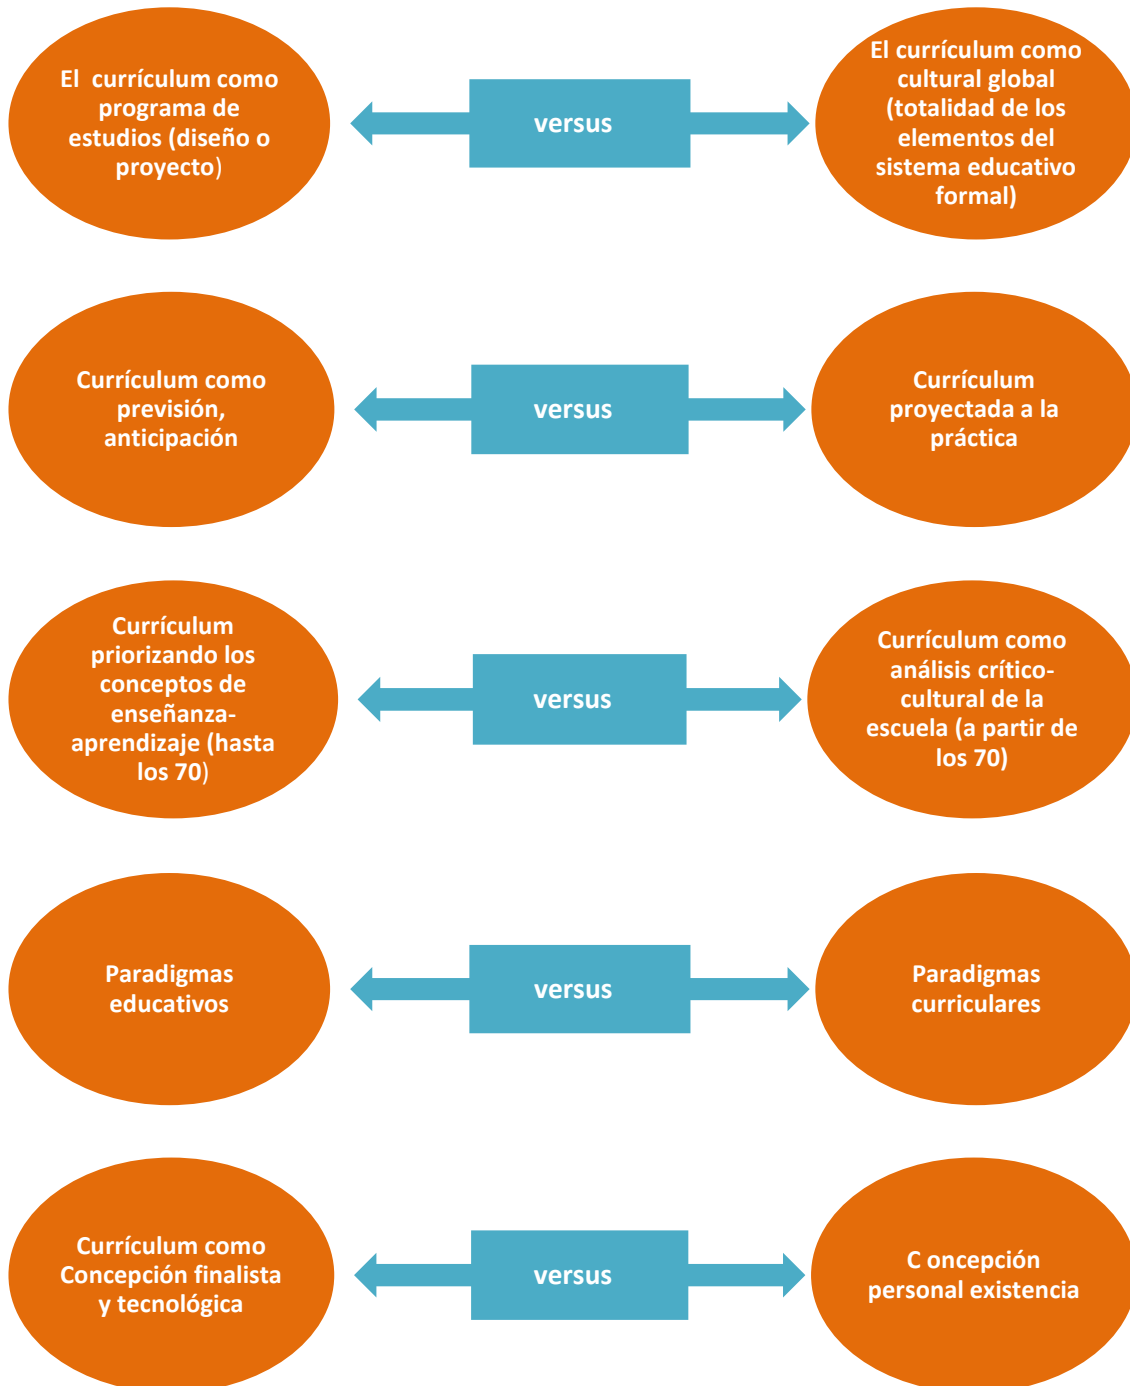 El currículum como
programa de
estudios (diseño o
proyecto)
versus
El currículum como
cultural global
(totalidad de los
elementos del
sistema educativo
formal)
Currículum como
previsión,
anticipación
versus
Currículum
proyectada a la
práctica
Currículum
priorizando los
conceptos de
enseñanza-
aprendizaje (hasta
los 70)
versus
Currículum como
análisis crítico-
cultural de la
escuela (a partir de
los 70)
Paradigmas
educativos
versus
Paradigmas
curriculares
Currículum como
Concepción finalista
y tecnológica
versus
C oncepción
personal existencia